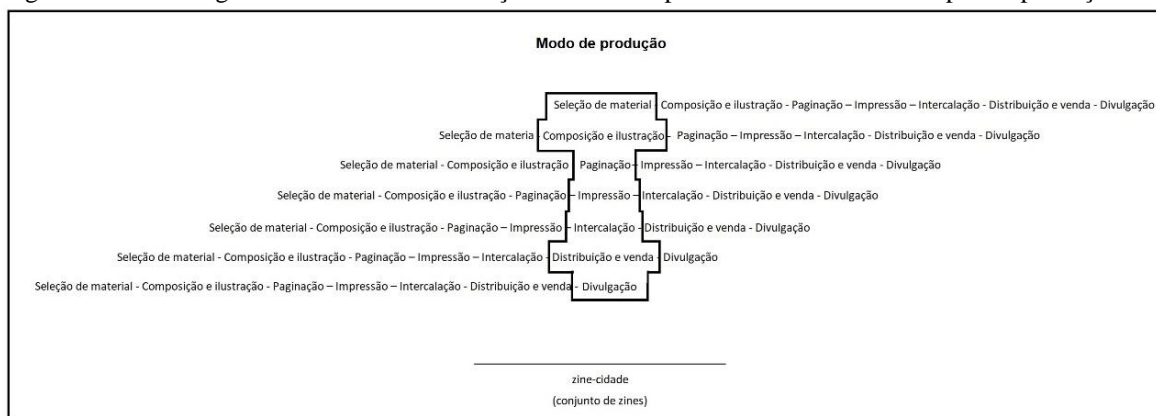 Modo de produção
Seleção de material - Composição e ilustração - Paginação – Impressão – Intercalação - Distribuição e venda - Divulgação
Seleção de materia - Composição e ilustração - Paginação – Impressão – Intercalação - Distribuição e venda - Divulgação
Seleção de material - Composição e ilustração Paginação – Impressão – Intercalação - Distribuição e venda - Divulgação
Seleção de material - Composição e ilustração - Paginação – Impressão – Intercalação - Distribuição e venda - Divulgação
Seleção de material - Composição e ilustração - Paginação – Impressão – Intercalação - Distribuição e venda - Divulgação
Seleção de material - Composição e ilustração - Paginação – Impressão – Intercalação - Distribuição e venda - Divulgação
Seleção de material - Composição e ilustração - Paginação – Impressão – Intercalação - Distribuição e venda - Divulgação
zine-cidade
(conjunto de zines)